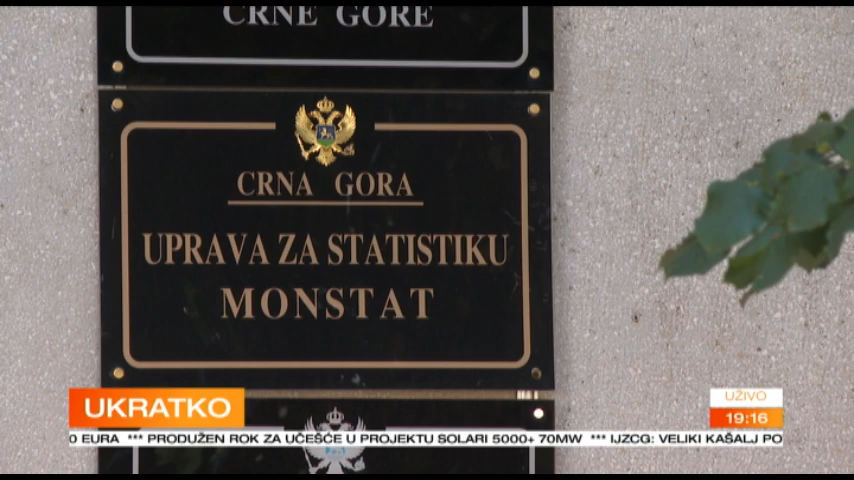 CRNE GORE
CRNA GORA
UPRAVA ZA STATISTIKU
MONSTAT
UKRATKO
UŽIVO
19:16
0 EURA *** PRODUŽEN ROK ZA UČEŠĆE U PROJEKTU SOLARI 5000+ 70MW *** IJZCG: VELIKI KAŠALJ PO